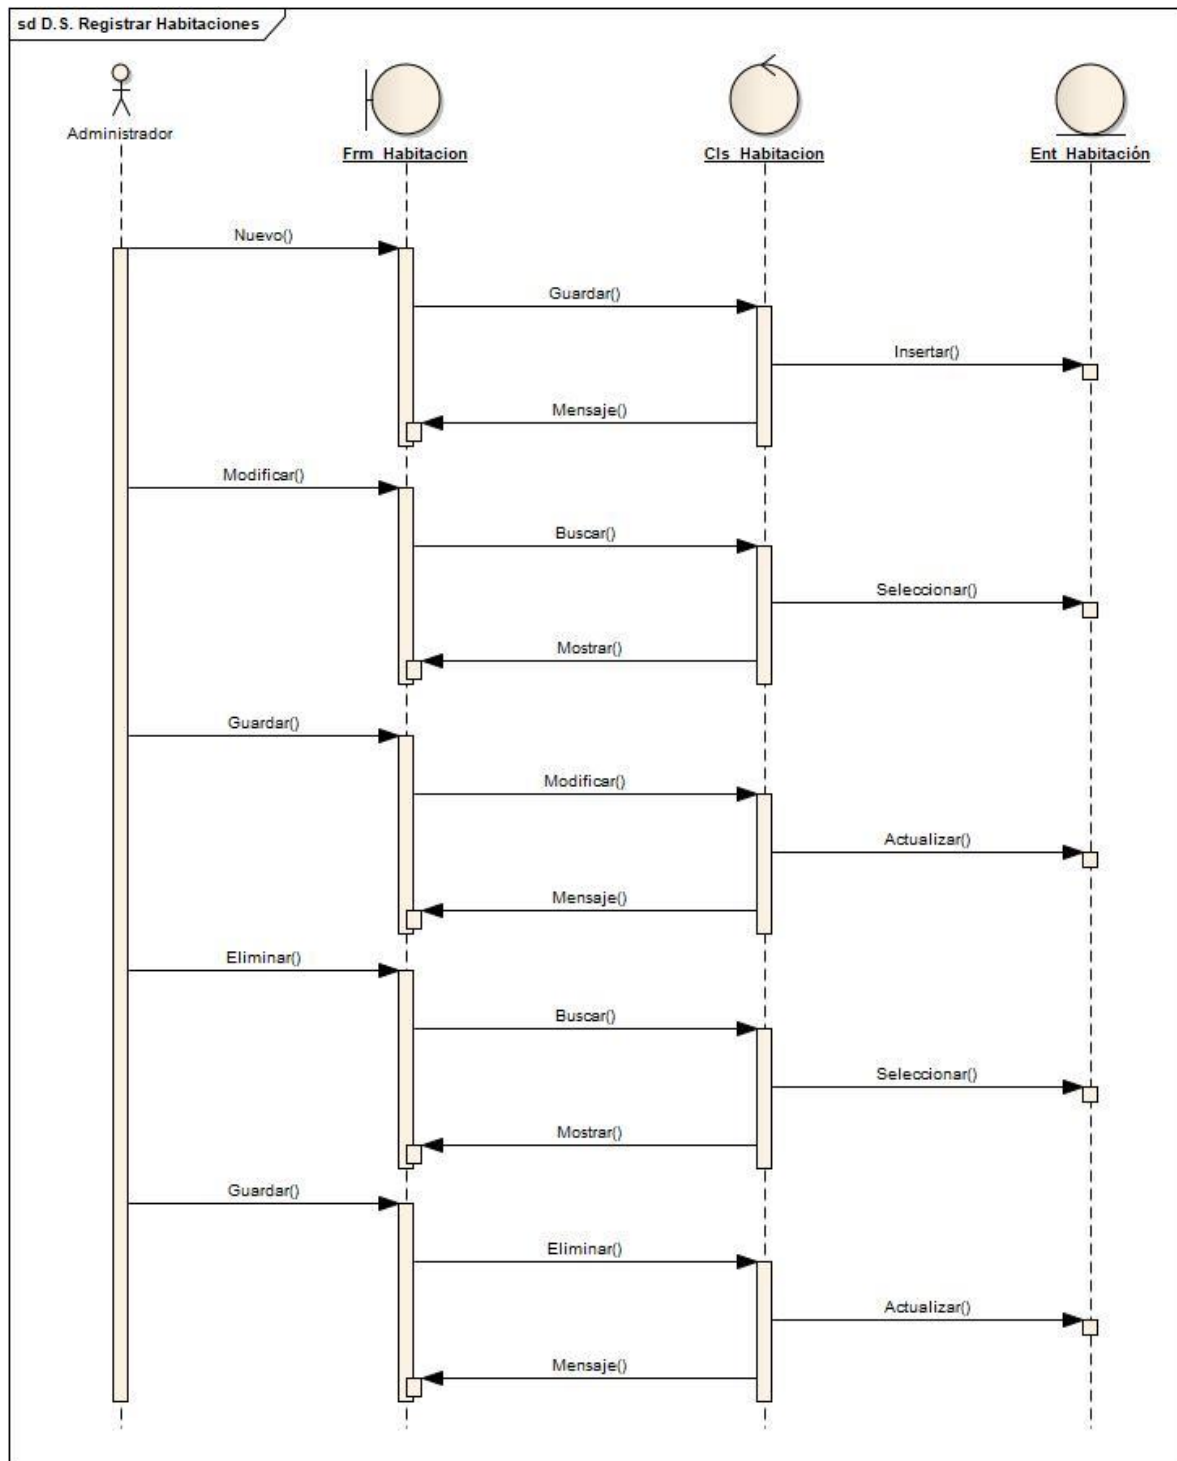 sd D.S. Registrar Habitaciones
Administrador
Frm_Habitacion
Cls_Habitacion
Ent_Habitación
Nuevo()
Guardar()
Insertar()
Mensaje()
Modificar()
Buscar()
Seleccionar()
Mostrar()
Guardar()
Modificar()
Actualizar()
Mensaje()
Eliminar()
Buscar()
Seleccionar()
Mostrar()
Guardar()
Eliminar()
Actualizar()
Mensaje()